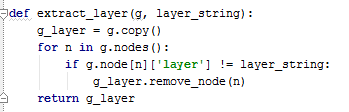 def extract_layer(g, layer_string):
    g_layer = g.copy()
    for n in g.nodes():
        if g.node[n]['layer'] != layer_string:
            g_layer.remove_node(n)
    return g_layer